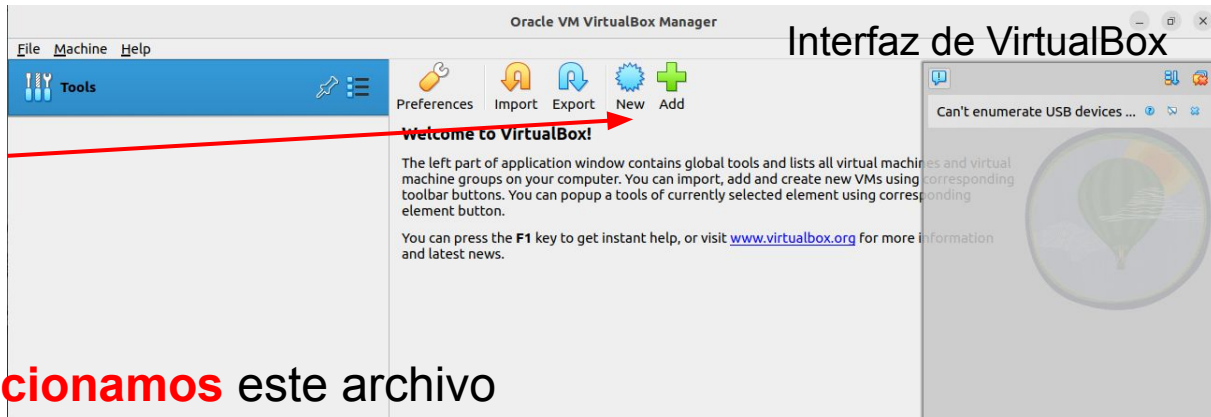 Oracle VM VirtualBox Manager
Interfaz de VirtualBox
File Machine Help
Tools
Preferences Import Export New Add
Can't enumerate USB devices ...
Welcome to VirtualBox!
The left part of application window contains global tools and lists all virtual machines and virtual
machine groups on your computer. You can import, add and create new VMs using corresponding
toolbar buttons. You can popup a tools of currently selected element using corresponding
element button.
You can press the F1 key to get instant help, or visit www.virtualbox.org for more information
and latest news.
cionamos este archivo